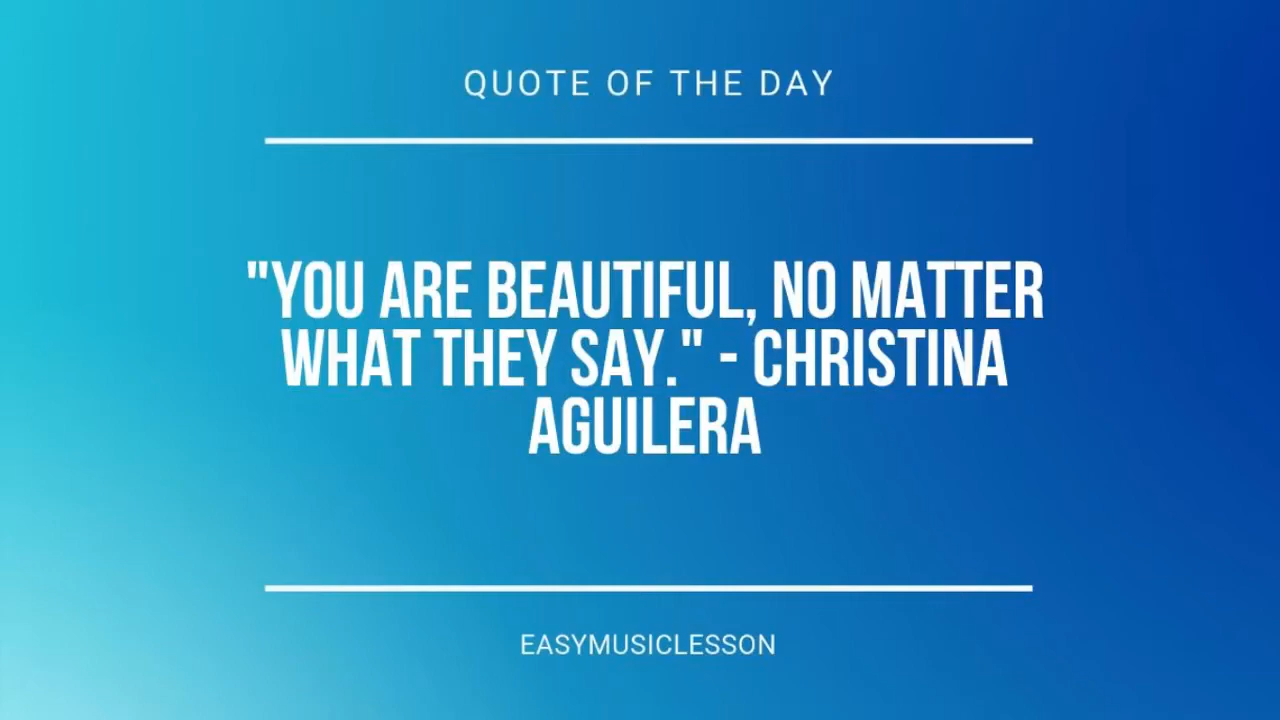 QUOTE OF THE DAY
"YOU ARE BEAUTIFUL, NO MATTER
WHAT THEY SAY." - CHRISTINA
AGUILERA
EASYMUSICLESSON